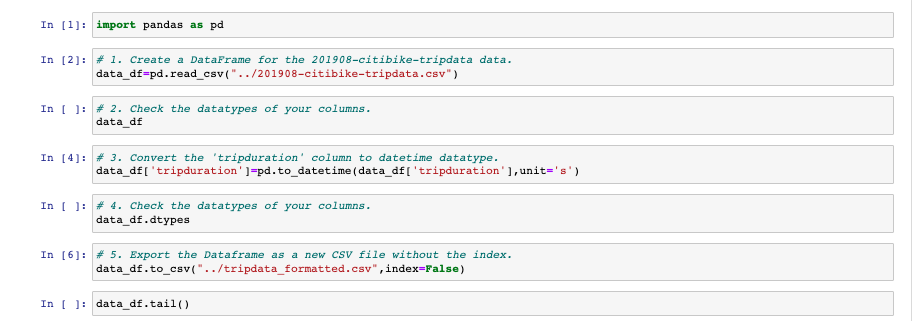 In [1]: import pandas as pd
In [2]: # 1. Create a DataFrame for the 201908-citibike-tripdata data.
data_df=pd.read_csv("../201908-citibike-tripdata.csv")
In [ ]: # 2. Check the datatypes of your columns.
data_df
In [4]: # 3. Convert the 'tripduration' column to datetime datatype.
data_df['tripduration']=pd.to_datetime(data_df['tripduration'],unit='s')
In [ ]: # 4. Check the datatypes of your columns.
data_df.dtypes
In [6]: # 5. Export the Dataframe as a new CSV file without the index.
data_df.to_csv("../tripdata_formatted.csv",index=False)
In [ ]: data_df.tail()